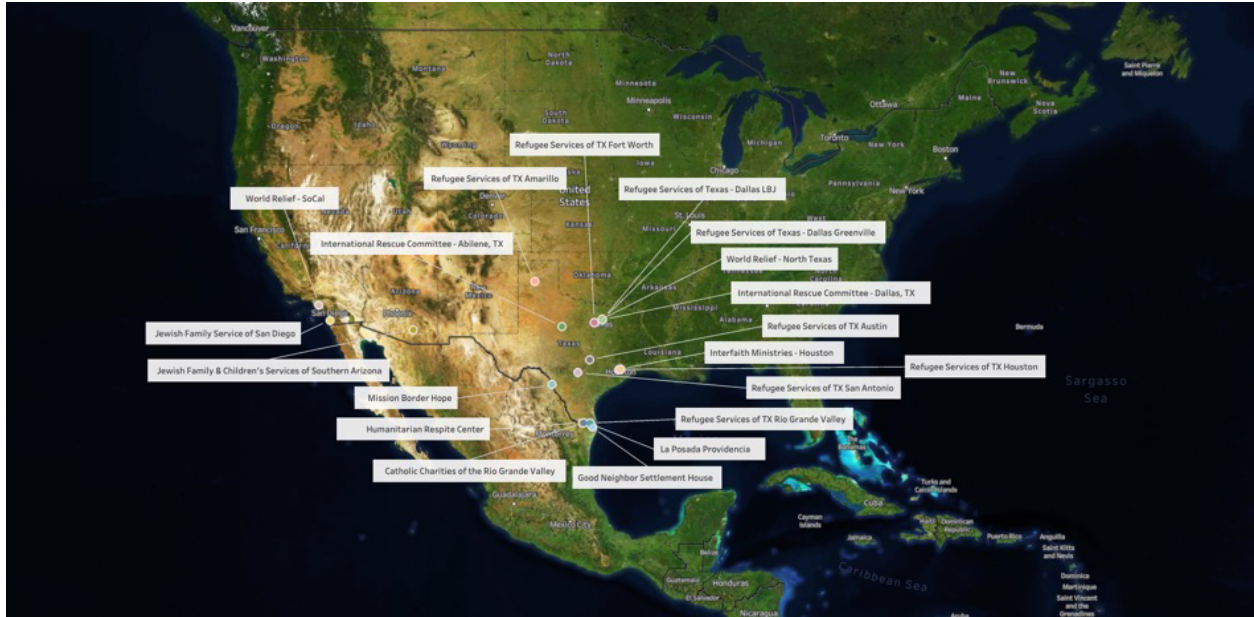 Vancouver
Washington
North
Dakota
Montana
Minnesota
Saint Pierre
and Miquelon
New
Brunswick
Maine
Nova
Scotia
Ottawa
Minneapolis
South
Dakota
Wisconsin
Oregon
Idaho
Toronto
Michigan
New York
Boston
Wyoming
Refugee Services of TX Fort Worth
Iowa
Chicago
Refugee Services of TX Amarillo
United
States
Refugee Services of Texas - Dallas LBJ
Pennsylvania
New York
World Relief - SoCal
Nevada
Utah
Denver
Colorado
Kansas
St. Louis
Missouri
West
San Francisco
California
International Rescue Committee - Abilene, TX
Refugee Services of Texas - Dallas Greenville
World Relief - North Texas
Oklahoma
Tennessee
Arkansas
Arizona
New
Mexico
International Rescue Committee - Dallas, TX
San Diego
Phoenix
Mississippi
Alabama
Jewish Family Service of San Diego
Refugee Services of TX Austin
Bermuda
Texas
Louisiana
Interfaith Ministries - Houston
Jewish Family & Children's Services of Southern Arizona
Houston
Refugee Services of TX Houston
Sargasso
Sea
Mission Border Hope
Refugee Services of TX San Antonio
Humanitarian Respite Center
Monterrey
Refugee Services of TX Rio Grande Valley
La Posada Providencia
The
Bahamas
Catholic Charities of the Rio Grande Valley
Good Neighbor Settlement House
Turks and
Caicos Islands
Guadalajara
Cuba
Mexico City
Cayman
Islands
Haiti
Dominican
Republic
Jamaica
Puerto Rico
Anguilla
Saint Kitts
and Nevis
Belize
Caribbean Sea
Dominica
Martinique
Guatemala
Honduras
El Salvador
Saint Vincent
and the
Grenadines
Nicaragua
Aruba